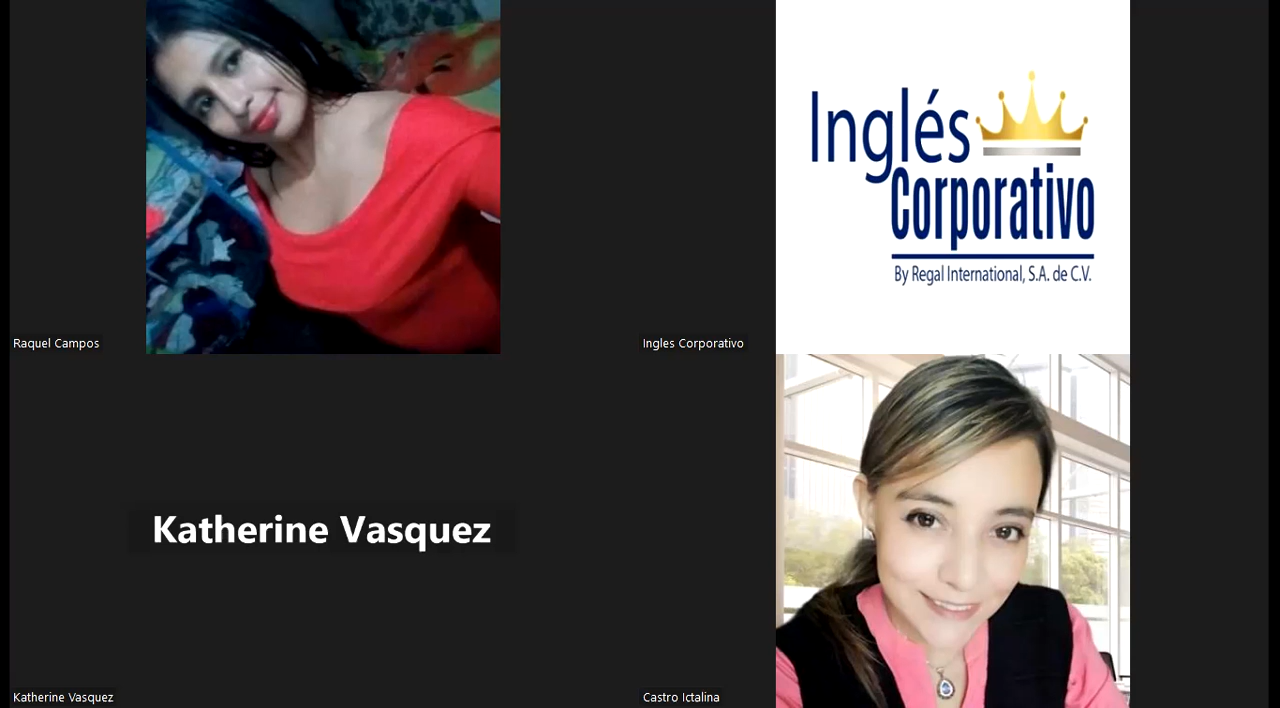 Inglés
Corporativo
By Regal International, S.A. de C.V.
Raquel Campos
Ingles Corporativo
Katherine Vasquez
Katherine Vasquez
Castro Ictalina